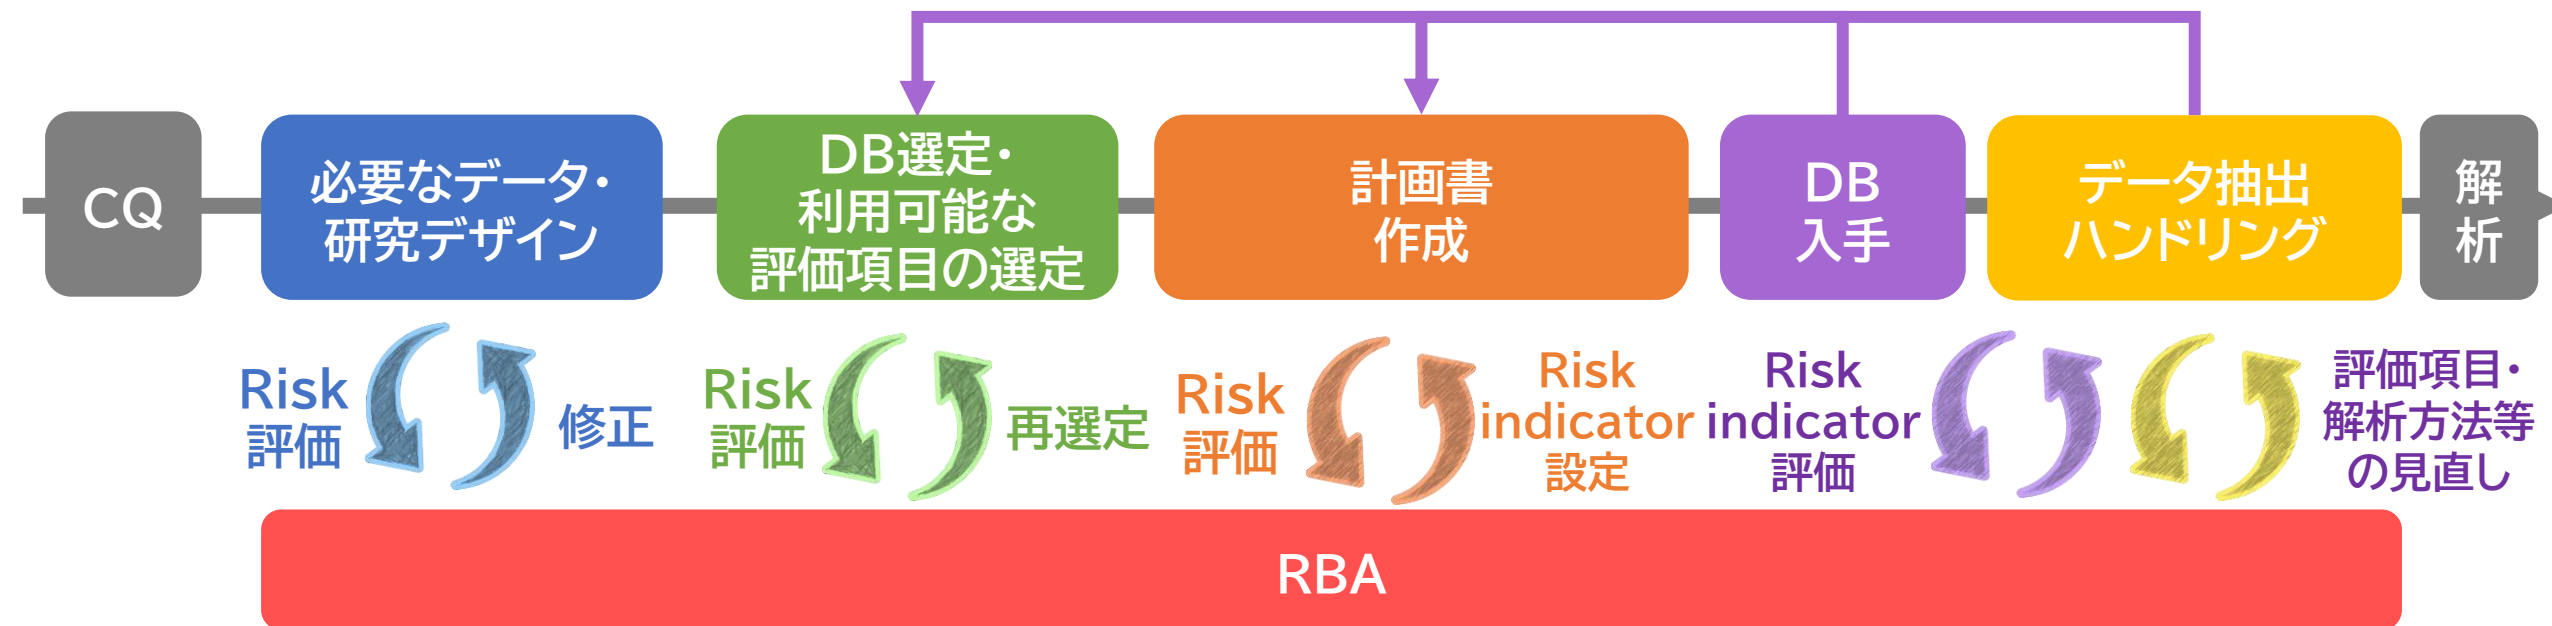 CQ
必要なデータ・
研究デザイン
DB選定・
利用可能な
評価項目の選定
計画書
作成
DB
入手
データ抽出
ハンドリング
解
析
Risk
評価
修正
Risk
評価
再選定
Risk
評価
Risk
indicator
設定
Risk
indicator
評価
評価項目・
解析方法等
の見直し
RBA